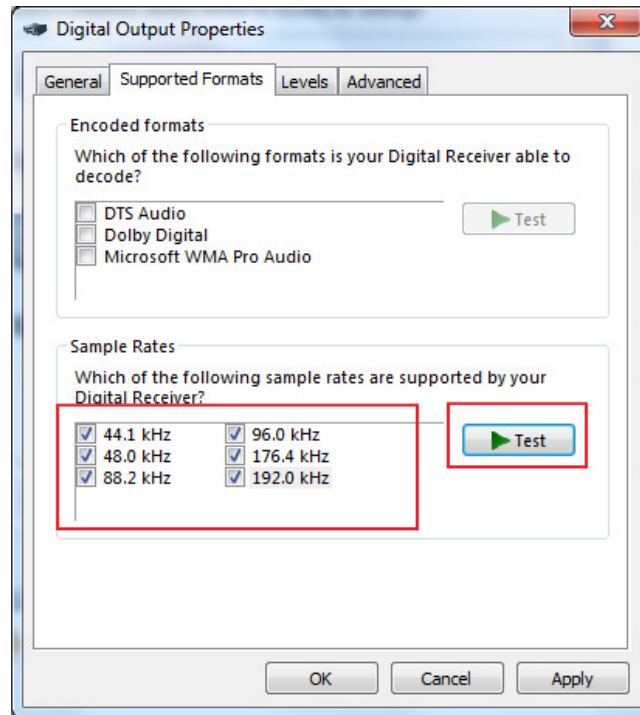 Digital Output Properties
General Supported Formats Levels Advanced
Encoded formats
Which of the following formats is your Digital Receiver able to
decode?
DTS Audio
Dolby Digital
Microsoft WMA Pro Audio
Test
Sample Rates
Which of the following sample rates are supported by your
Digital Receiver?
44.1 kHz 96.0 kHz
48.0 kHz 176.4 kHz
88.2 kHz 192.0 kHz
Test
OK Cancel Apply